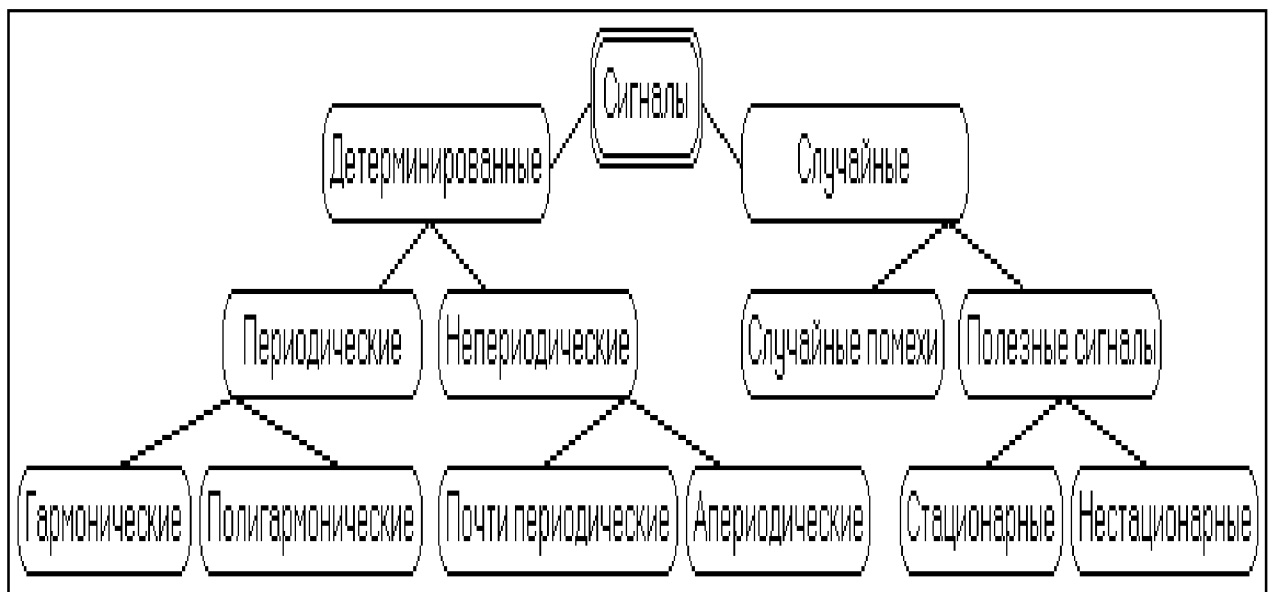 Сигналы
Детерминированные
Случайные
Периодические
Непериодические
Случайные помехи
Полезные сигналы
Гармонические
Полигармонические
Почти периодические
Апериодические
Стационарные
Нестационарные